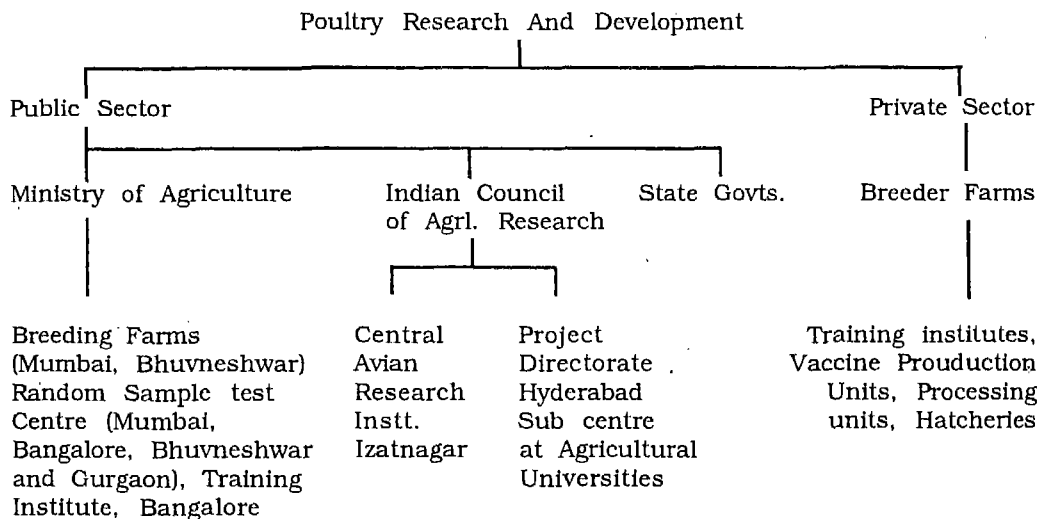 Poultry Research And Development
Public Sector
Private Sector
Ministry of Agriculture
Indian Council
of Agrl. Research
State Govts.
Breeder Farms
Breeding Farms
(Mumbai, Bhuvneshwar)
Random Sample test
Centre (Mumbai,
Bangalore, Bhuvneshwar
and Gurgaon), Training
Institute, Bangalore
Central
Avian
Research
Instt.
Izatnagar
Project
Directorate
Hyderabad
Sub centre
at Agricultural
Universities
Training institutes,
Vaccine Prouduction
Units, Processing
units, Hatcheries